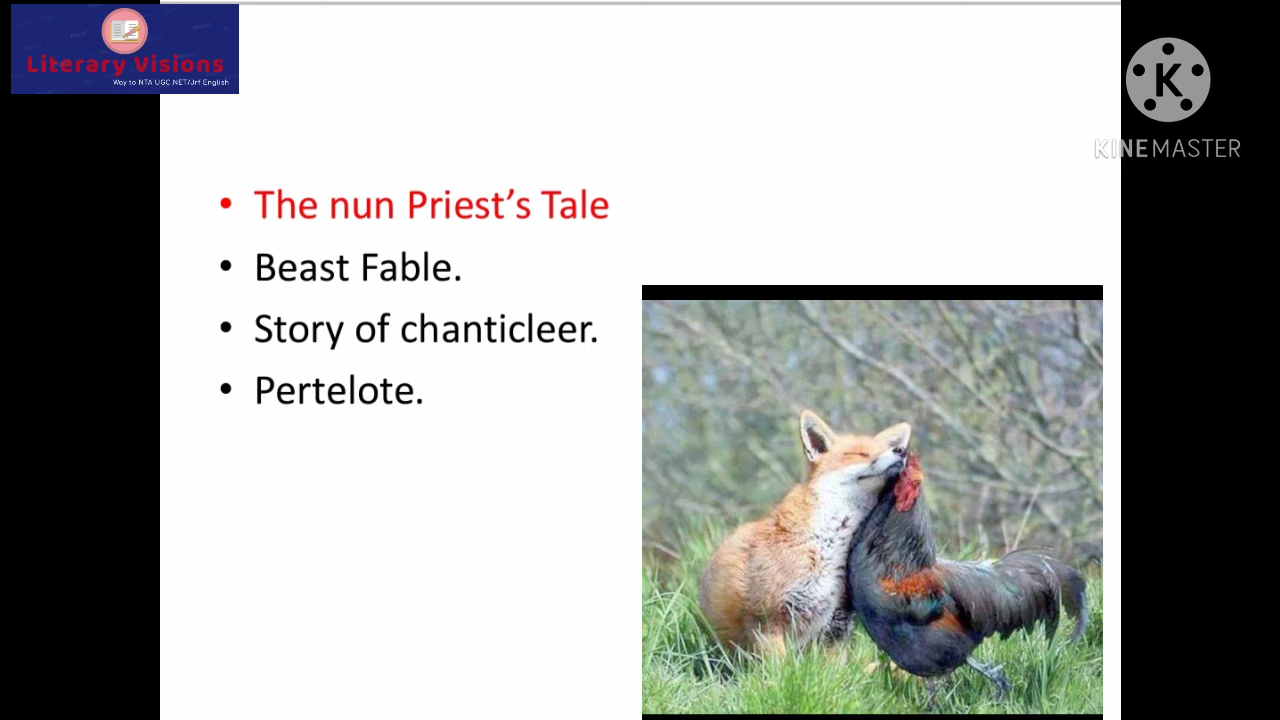 Literary Visions
Way to NTA UGC NET/Jrf English
K
KINEMASTER
• The nun Priest's Tale
• Beast Fable.
• Story of chanticleer.
• Pertelote.